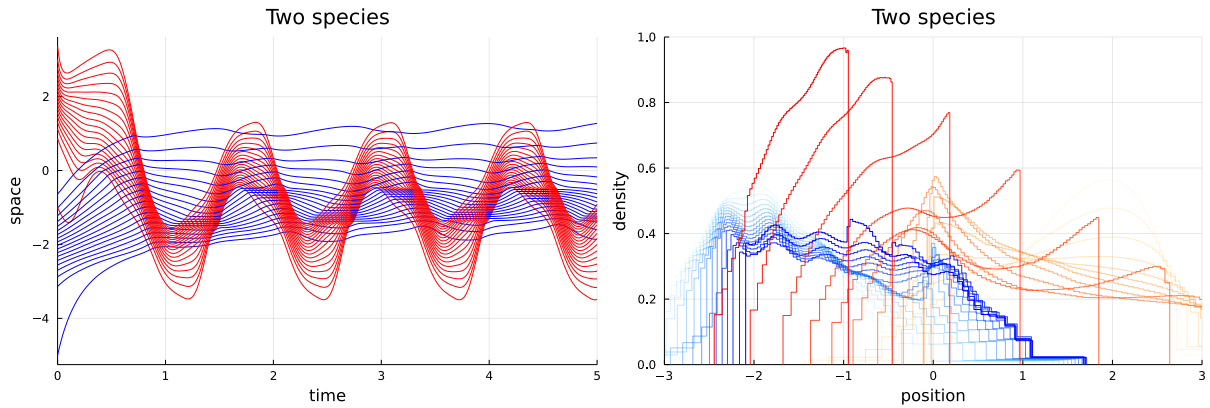 Two species
space
2
0
−2
−4
0 1 2 3 4 5
time
Two species
density
1.0
0.8
0.6
0.4
0.2
0.0
−3 −2 −1 0 1 2 3
position